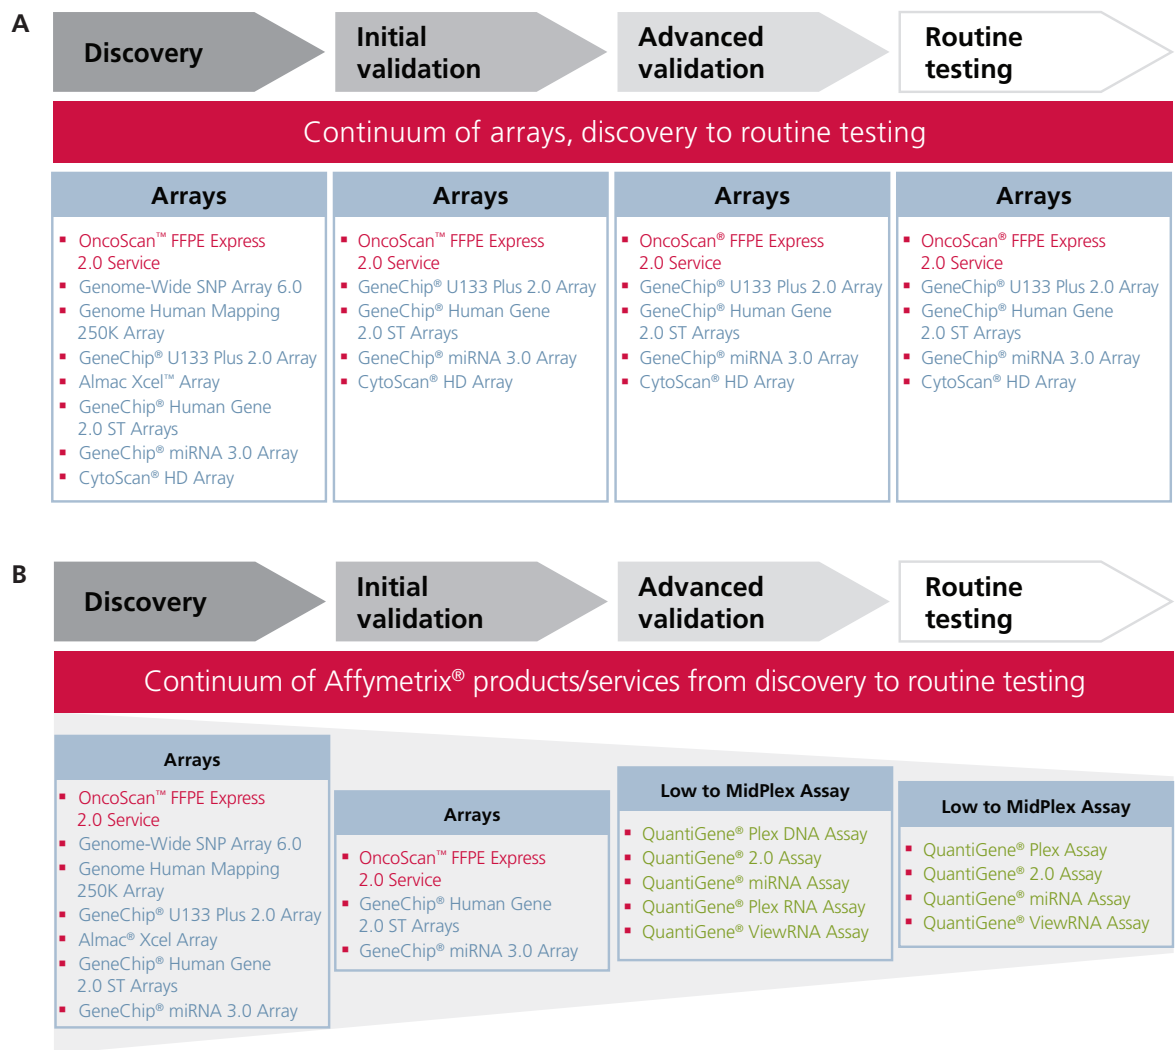 A
Discovery
Initial
validation
Advanced
validation
Routine
testing
Continuum of arrays, discovery to routine testing
Arrays
▪ OncoScan™ FFPE Express
2.0 Service
▪ Genome-Wide SNP Array 6.0
▪ Genome Human Mapping
250K Array
▪ GeneChip® U133 Plus 2.0 Array
▪ Almac Xcel™ Array
▪ GeneChip® Human Gene
2.0 ST Arrays
▪ GeneChip® miRNA 3.0 Array
▪ CytoScan® HD Array
Arrays
▪ OncoScan™ FFPE Express
2.0 Service
▪ GeneChip® U133 Plus 2.0 Array
▪ GeneChip® Human Gene
2.0 ST Arrays
▪ GeneChip® miRNA 3.0 Array
▪ CytoScan® HD Array
Arrays
▪ OncoScan® FFPE Express
2.0 Service
▪ GeneChip® U133 Plus 2.0 Array
▪ GeneChip® Human Gene
2.0 ST Arrays
▪ GeneChip® miRNA 3.0 Array
▪ CytoScan® HD Array
Arrays
▪ OncoScan® FFPE Express
2.0 Service
▪ GeneChip® U133 Plus 2.0 Array
▪ GeneChip® Human Gene
2.0 ST Arrays
▪ GeneChip® miRNA 3.0 Array
▪ CytoScan® HD Array
B
Discovery
Initial
validation
Advanced
validation
Routine
testing
Continuum of Affymetrix® products/services from discovery to routine testing
Arrays
▪ OncoScan™ FFPE Express
2.0 Service
▪ Genome-Wide SNP Array 6.0
▪ Genome Human Mapping
250K Array
▪ GeneChip® U133 Plus 2.0 Array
▪ Almac® Xcel Array
▪ GeneChip® Human Gene
2.0 ST Arrays
▪ GeneChip® miRNA 3.0 Array
Arrays
▪ OncoScan™ FFPE Express
2.0 Service
▪ GeneChip® Human Gene
2.0 ST Arrays
▪ GeneChip® miRNA 3.0 Array
Low to MidPlex Assay
▪ QuantiGene® Plex DNA Assay
▪ QuantiGene® 2.0 Assay
▪ QuantiGene® miRNA Assay
▪ QuantiGene® Plex RNA Assay
▪ QuantiGene® ViewRNA Assay
Low to MidPlex Assay
▪ QuantiGene® Plex Assay
▪ QuantiGene® 2.0 Assay
▪ QuantiGene® miRNA Assay
▪ QuantiGene® ViewRNA Assay